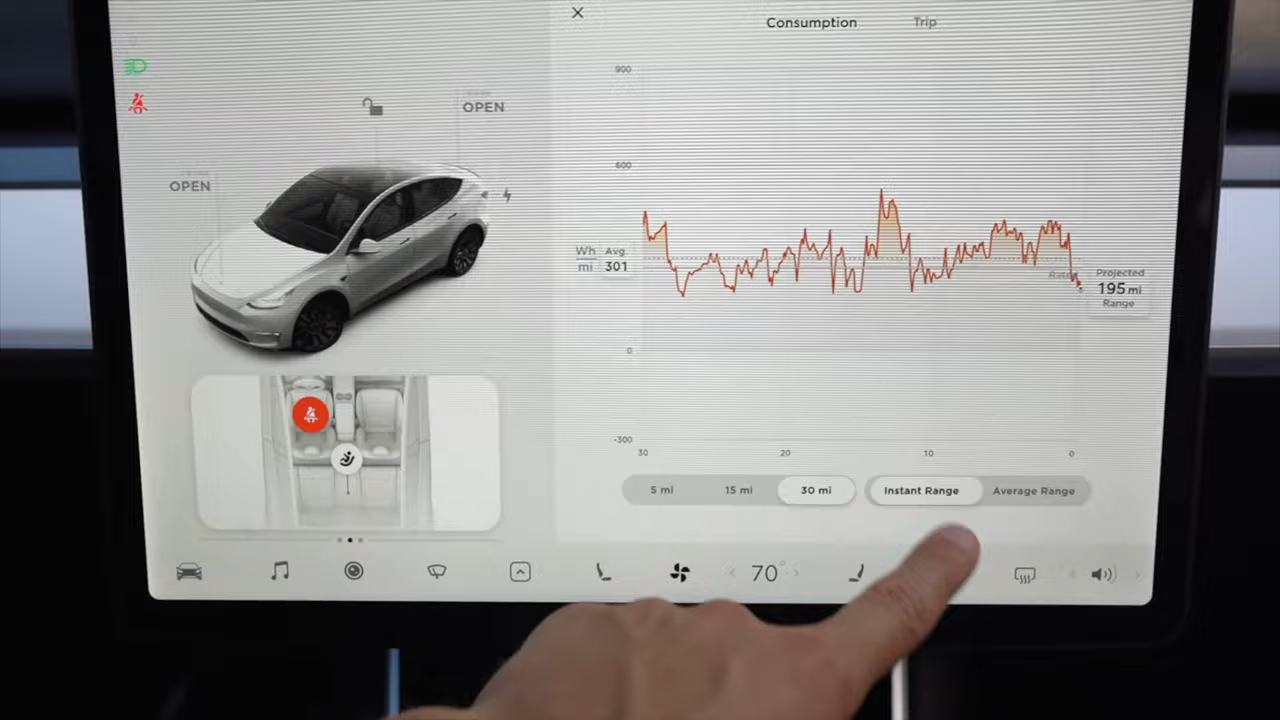 Consumption
Trip
OPEN
OPEN
900
600
Wh
mi
Avg.
301
Rated
Projected
195 mi
Range
0
-300
30
20
10
0
5 mi
15 mi
30 mi
Instant Range
Average Range
70°